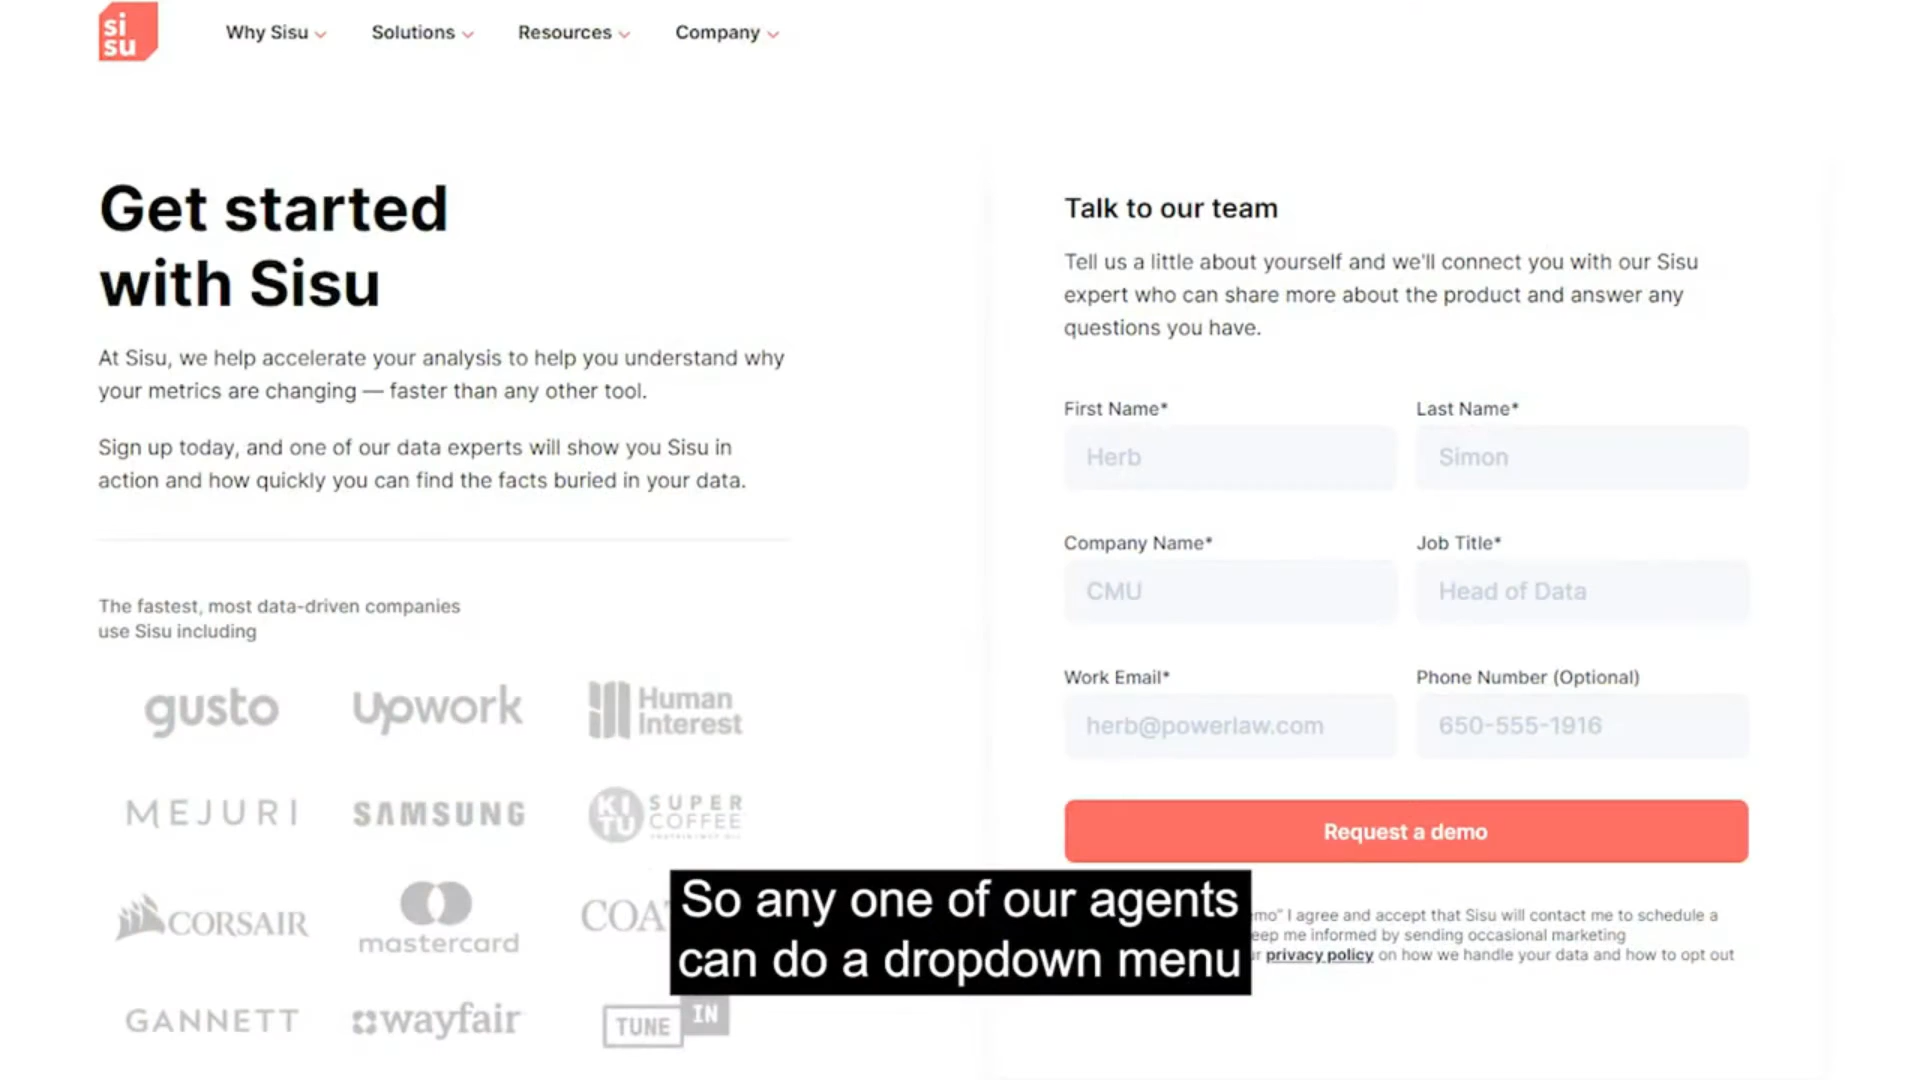 si
su
Why Sisu
Solutions
Resources
Company
Get started
with Sisu
At Sisu, we help accelerate your analysis to help you understand why
your metrics are changing — faster than any other tool.
Sign up today, and one of our data experts will show you Sisu in
action and how quickly you can find the facts buried in your data.
The fastest, most data-driven companies
use Sisu including
gusto
Upwork
Human
Interest
MEJURI
SAMSUNG
KI
TU
SUPER
COFFEE
CORSAIR
mastercard
COA
GANNETT
wayfair
TUNE IN
Talk to our team
Tell us a little about yourself and we'll connect you with our Sisu
expert who can share more about the product and answer any
questions you have.
First Name*
Last Name*
Herb
Simon
Company Name*
Job Title*
CMU
Head of Data
Work Email*
Phone Number (Optional)
herb@powerlaw.com
650-555-1916
Request a demo
mo" I agree and accept that Sisu will contact me to schedule a
eep me informed by sending occasional marketing
r privacy policy on how we handle your data and how to opt out
So any one of our agents
can do a dropdown menu